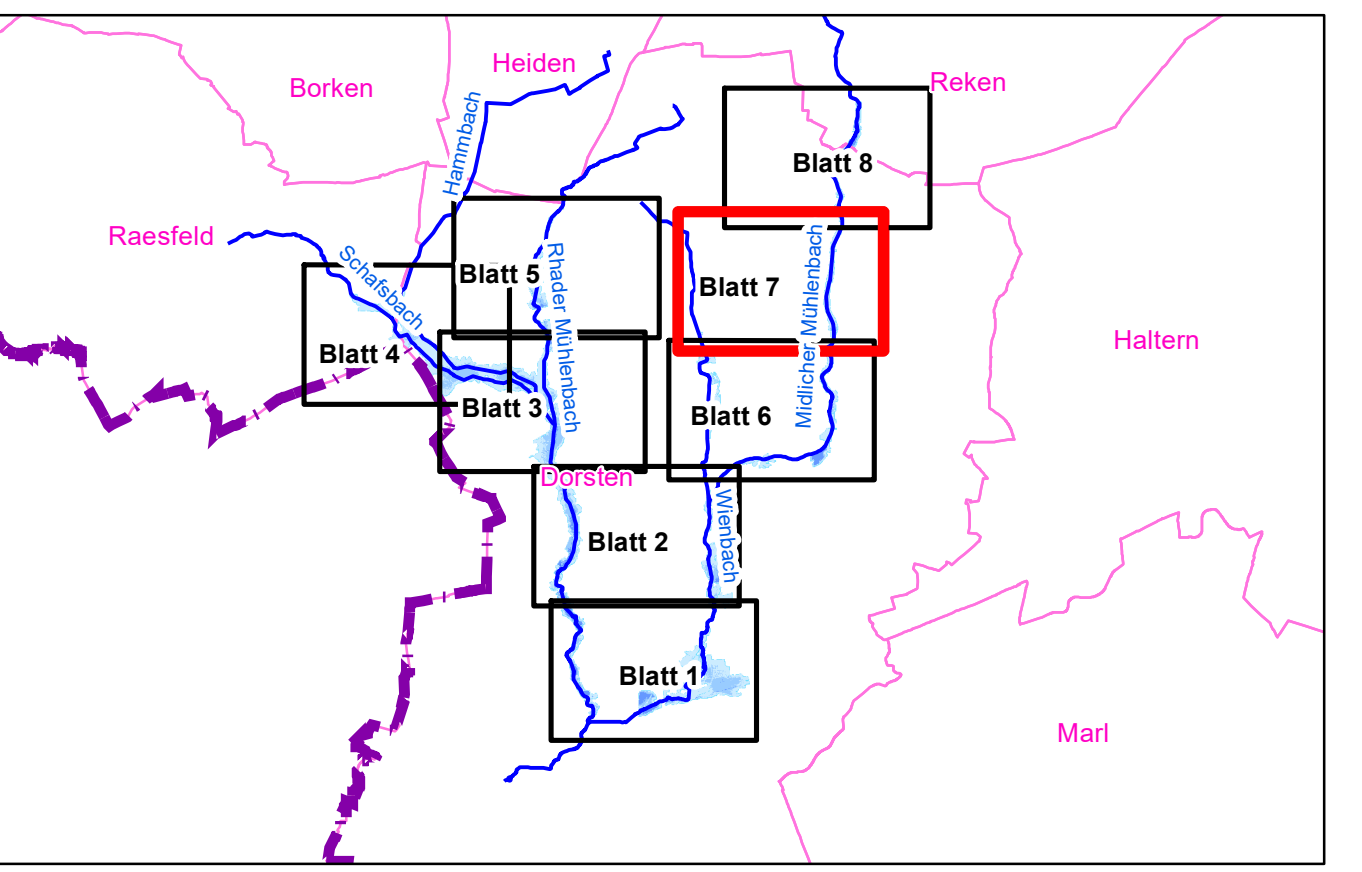 Heiden
Borken
Reken
Hammbach
Blatt 8
Raesfeld
Schafsbach
Blatt 5
Rhader Mühlenbach
Blatt 7
Midlicher Mühlenbach
Haltern
Blatt 4
Blatt 3
Blatt 6
Dorsten
Wienbach
Blatt 2
Blatt 1
Marl